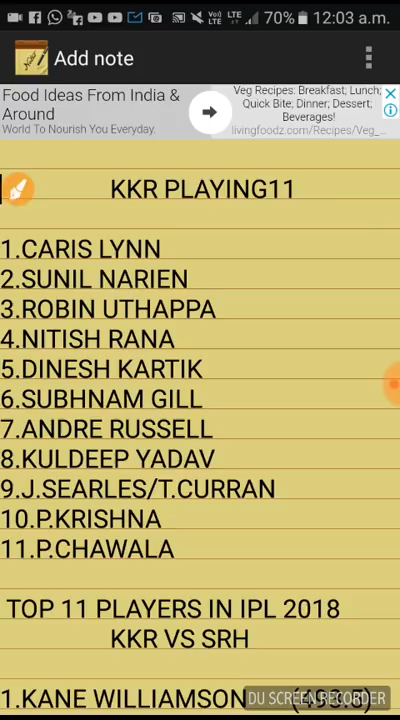 70% 12:03 a.m.
Add note
Food Ideas From India &
Around
World To Nourish You Everyday.
Veg Recipes: Breakfast; Lunch;
Quick Bite; Dinner; Dessert;
Beverages!
livingfoodz.com/Recipes/Veg_...
KKR PLAYING11
1.CARIS LYNN
2.SUNIL NARIEN
3.ROBIN UTHAPPA
4.NITISH RANA
5.DINESH KARTIK
6.SUBHNAM GILL
7.ANDRE RUSSELL
8.KULDEEP YADAV
9.J.SEARLES/T.CURRAN
10.P.KRISHNA
11.P.CHAWALA
TOP 11 PLAYERS IN IPL 2018
KKR VS SRH
1.KANE WILLIAMSON
DU SCREEN RECORDER